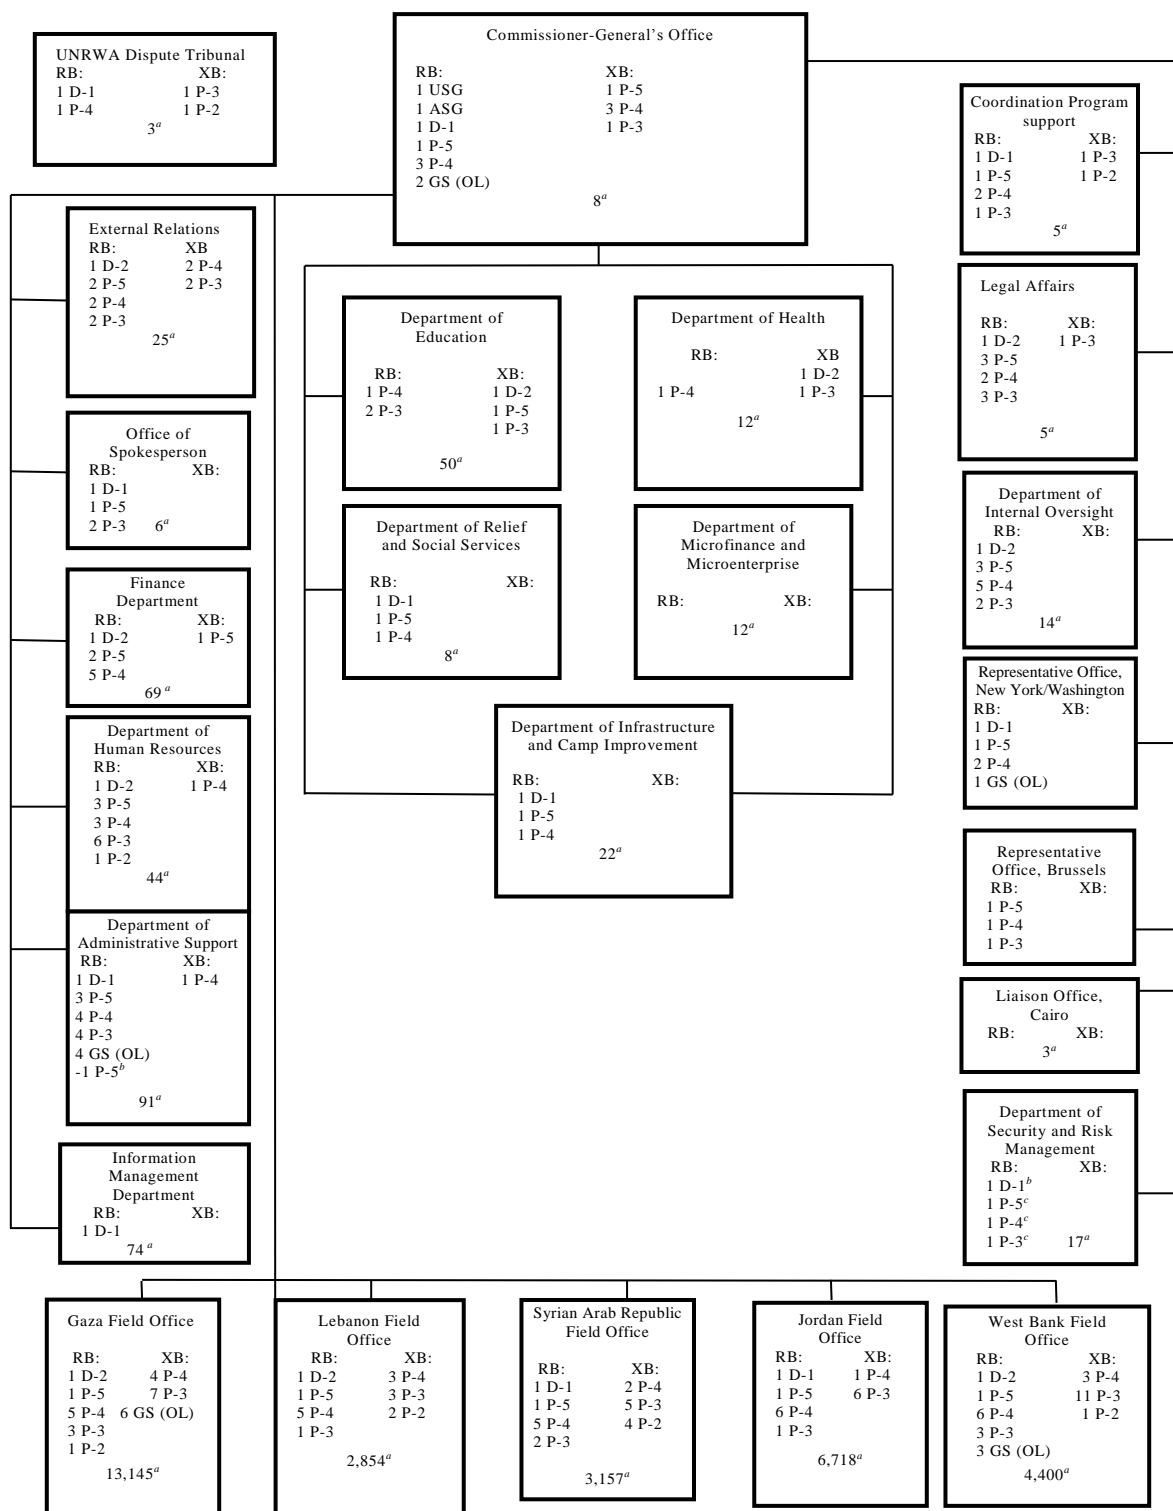 UNRWA Dispute Tribunal
RB: XB:
1 D-1 1 P-3
1 P-4 1 P-2
3a
Commissioner-General's Office
RB: XB:
1 USG 1 P-5
1 ASG 3 P-4
1 D-1 1 P-3
1 P-5
3 P-4
2 GS (OL)
8a
Coordination Program
support
RB: XB:
1 D-1 1 P-3
1 P-5 1 P-2
2 P-4
1 P-3
5a
External Relations
RB: XB
1 D-2 2 P-4
2 P-5 2 P-3
2 P-4
2 P-3
25a
Department of
Education
RB: XB:
1 P-4 1 D-2
2 P-3 1 P-5
1 P-3
50a
Department of Health
RB: XB
1 D-2
1 P-4 1 P-3
12a
Legal Affairs
RB: XB:
1 D-2 1 P-3
3 P-5
2 P-4
3 P-3
5a
Office of
Spokesperson
RB: XB:
1 D-1
1 P-5
2 P-3 6a
Department of Relief
and Social Services
RB: XB:
1 D-1
1 P-5
1 P-4
8a
Department of
Microfinance and
Microenterprise
RB: XB:
12a
Department of
Internal Oversight
RB: XB:
1 D-2
3 P-5
5 P-4
2 P-3
14a
Finance
Department
RB: XB:
1 D-2 1 P-5
2 P-5
5 P-4
69 a
Representative Office,
New York/Washington
RB: XB:
1 D-1
1 P-5
2 P-4
1 GS (OL)
Department of
Human Resources
RB: XB:
1 D-2 1 P-4
3 P-5
3 P-4
6 P-3
1 P-2
44a
Department of Infrastructure
and Camp Improvement
RB: XB:
1 D-1
1 P-5
1 P-4
22a
Representative
Office, Brussels
RB: XB:
1 P-5
1 P-4
1 P-3
Department of
Administrative Support
RB: XB:
1 D-1 1 P-4
3 P-5
4 P-4
4 P-3
4 GS (OL)
-1 P-5b
91a
Liaison Office,
Cairo
RB: XB:
3a
Department of
Security and Risk
Management
RB: XB:
1 D-1b
1 P-5c
1 P-4c
1 P-3c 17a
Information
Management
Department
RB: XB:
1 D-1
74 a
Gaza Field Office
RB: XB:
1 D-2 4 P-4
1 P-5 7 P-3
5 P-4 6 GS (OL)
3 P-3
1 P-2
13,145a
Lebanon Field
Office
RB: XB:
1 D-2 3 P-4
1 P-5 3 P-3
5 P-4 2 P-2
1 P-3
2,854a
Syrian Arab Republic
Field Office
RB: XB:
1 D-1 2 P-4
1 P-5 5 P-3
5 P-4 4 P-2
2 P-3
3,157a
Jordan Field
Office
RB: XB:
1 D-1 1 P-4
1 P-5 6 P-3
6 P-4
1 P-3
6,718a
West Bank Field
Office
RB: XB:
1 D-2 3 P-4
1 P-5 11 P-3
6 P-4 1 P-2
3 P-3
3 GS (OL)
4,400a